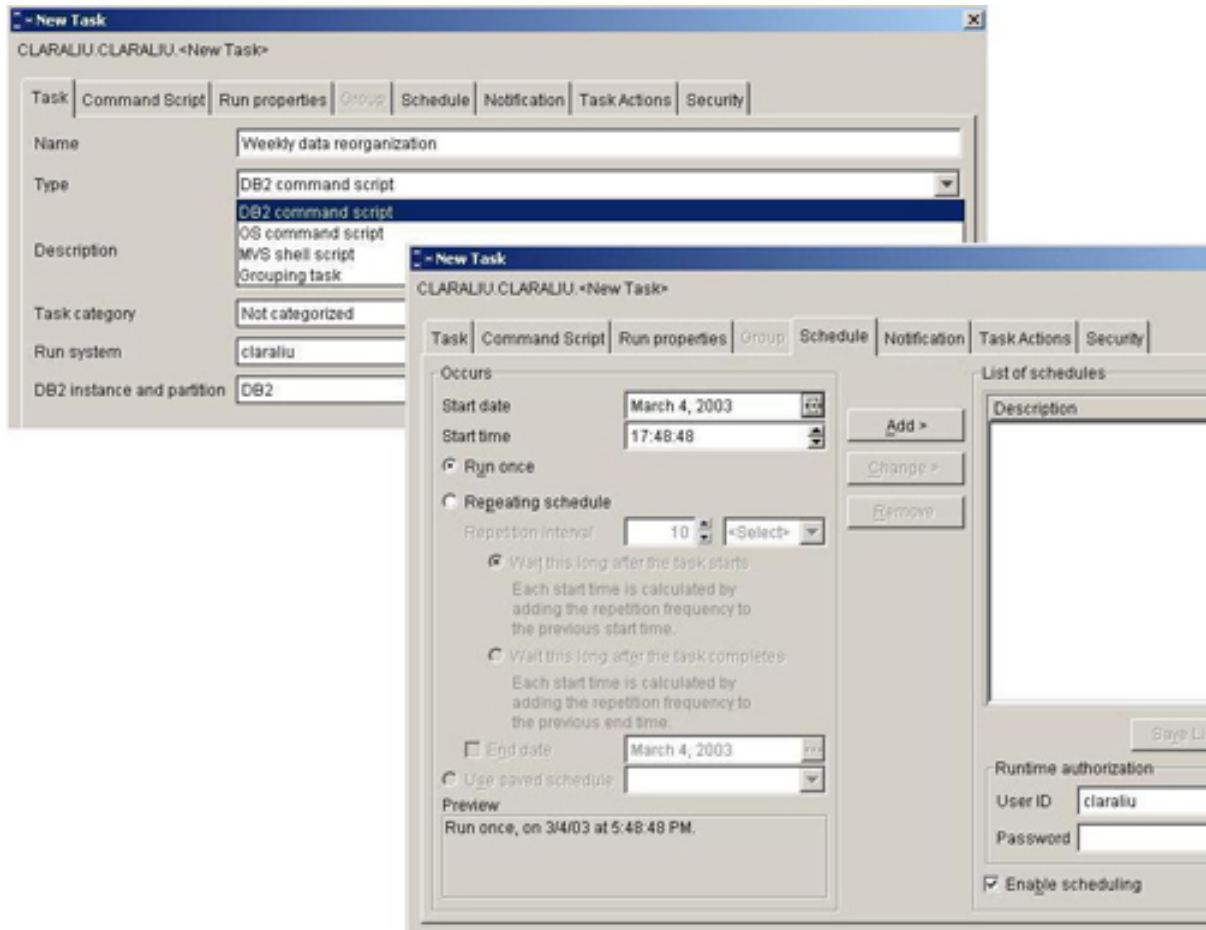 New Task
CLARALIU.CLARALIU.<New Task>
Task Command Script Run properties Group Schedule Notification Task Actions Security
Name Weekly data reorganization
Type DB2 command script
DB2 command script
OS command script
Description MVS shell script
Grouping task
Task category Not categorized
Run system claraliu
DB2 instance and partition DB2
New Task
CLARALIU.CLARALIU.<New Task>
Task Command Script Run properties Group Schedule Notification Task Actions Security
Occurs
Start date March 4, 2003
Start time 17:48:48
Run once
Repeating schedule
Repetition interval 10 <Select>
Wait this long after the task starts
Each start time is calculated by
adding the repetition frequency to
the previous start time.
Wait this long after the task completes
Each start time is calculated by
adding the repetition frequency to
the previous end time.
End date March 4, 2003
Use saved schedule
Preview
Run once, on 3/4/03 at 5:48:48 PM.
Add >
Change >
Remove
List of schedules
Description
Save Li
Runtime authorization
User ID claraliu
Password
Enable scheduling